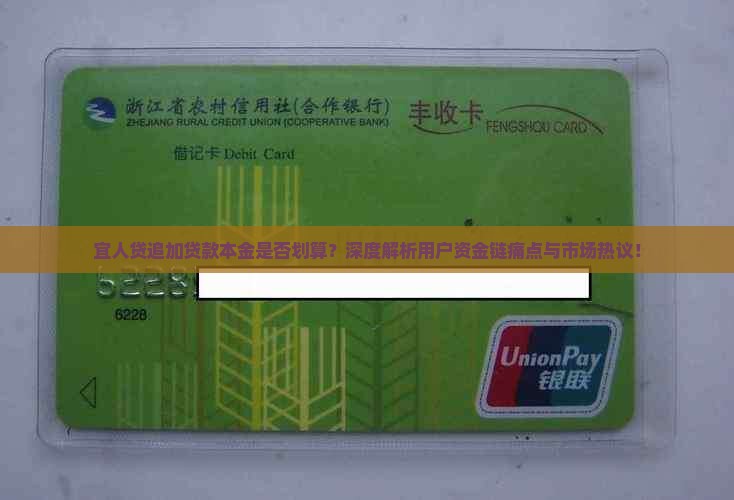 浙江省农村信用社(合作银行)
ZHEJIANG RURAL CREDIT UNION (COOPERATIVE BANK)
丰收卡
FENGSHOU CARD
借记卡 Debit Card
宜人贷追加贷款本金是否划算？深度解析用户资金链痛点与市场热议！
6228
6228
UnionPay
银联